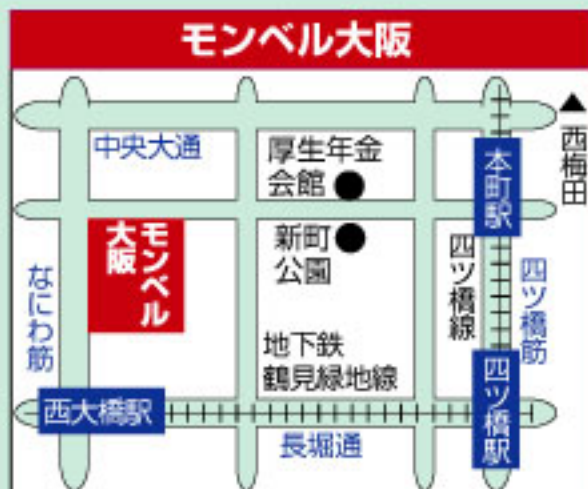 モンベル大阪
中央大通
厚生年金
会館
本町駅
▲西梅田
モンベル
大阪
新町
公園
なにわ筋
四ツ橋線
四ツ橋筋
地下鉄
鶴見緑地線
西大橋駅
四ツ橋駅
長堀通